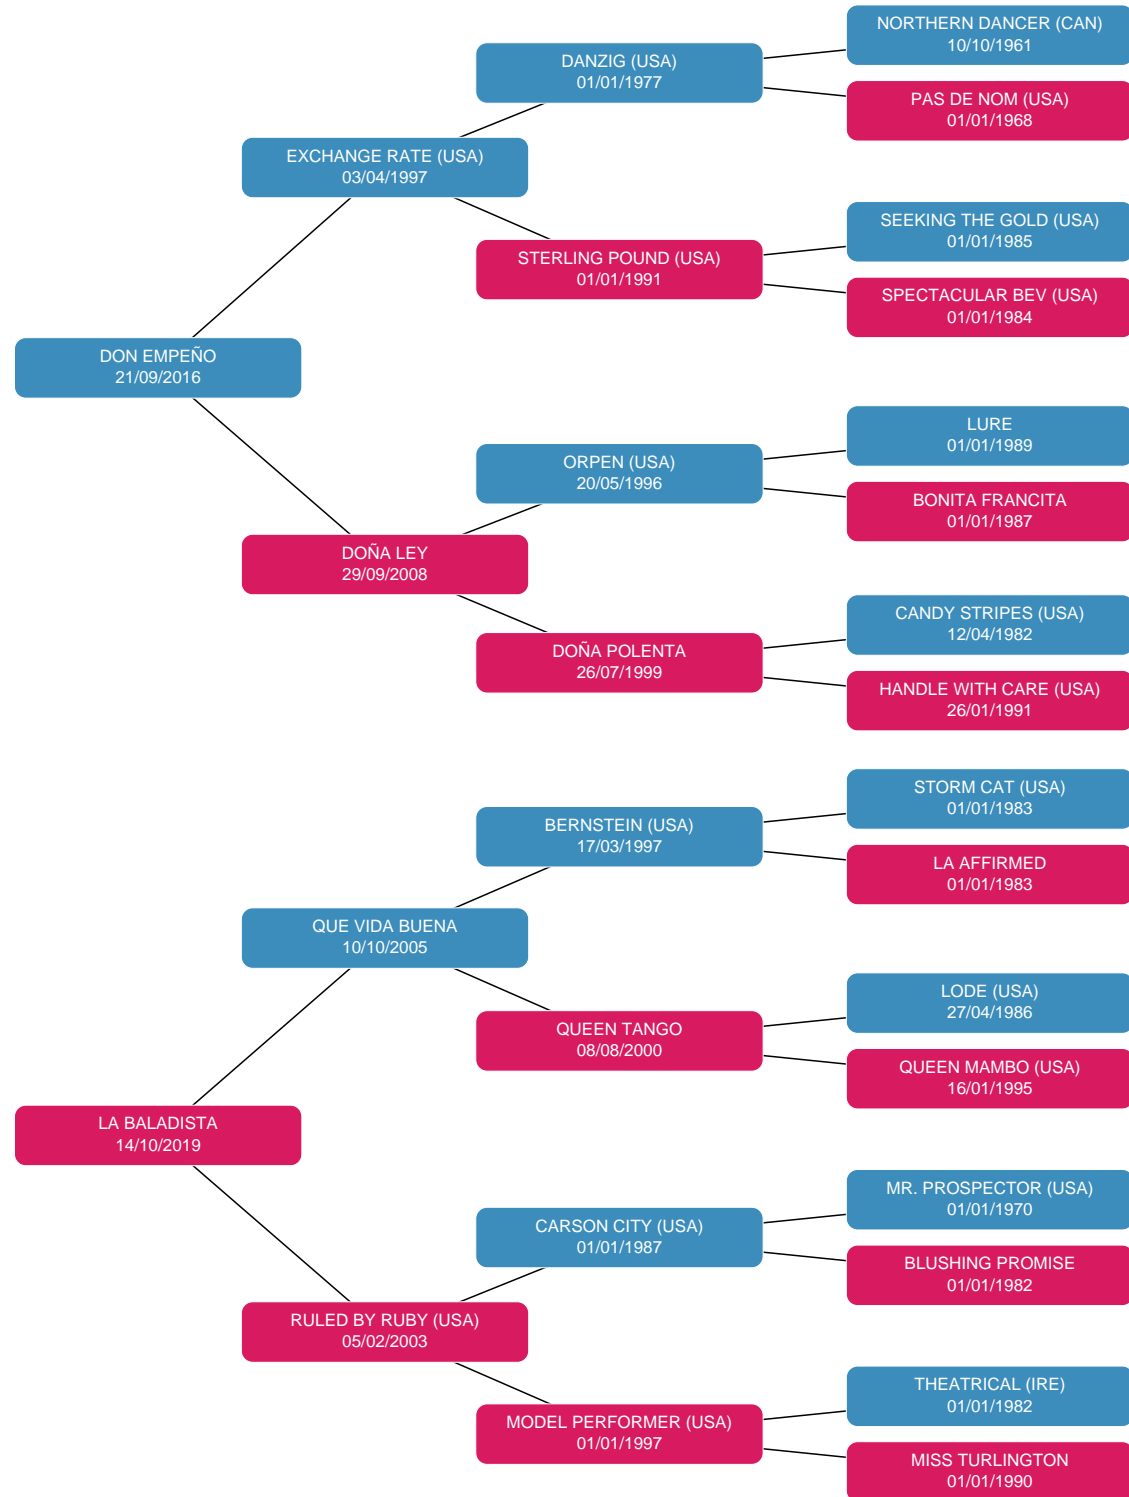 NORTHERN DANCER (CAN)
10/10/1961
DANZIG (USA)
01/01/1977
PAS DE NOM (USA)
01/01/1968
EXCHANGE RATE (USA)
03/04/1997
SEEKING THE GOLD (USA)
01/01/1985
STERLING POUND (USA)
01/01/1991
SPECTACULAR BEV (USA)
01/01/1984
DON EMPEÑO
21/09/2016
LURE
01/01/1989
ORPEN (USA)
20/05/1996
BONITA FRANCITA
01/01/1987
DOÑA LEY
29/09/2008
CANDY STRIPES (USA)
12/04/1982
DOÑA POLENTA
26/07/1999
HANDLE WITH CARE (USA)
26/01/1991
STORM CAT (USA)
01/01/1983
BERNSTEIN (USA)
17/03/1997
LA AFFIRMED
01/01/1983
QUE VIDA BUENA
10/10/2005
LODE (USA)
27/04/1986
QUEEN TANGO
08/08/2000
QUEEN MAMBO (USA)
16/01/1995
LA BALADISTA
14/10/2019
MR. PROSPECTOR (USA)
01/01/1970
CARSON CITY (USA)
01/01/1987
BLUSHING PROMISE
01/01/1982
RULED BY RUBY (USA)
05/02/2003
THEATRICAL (IRE)
01/01/1982
MODEL PERFORMER (USA)
01/01/1997
MISS TURLINGTON
01/01/1990